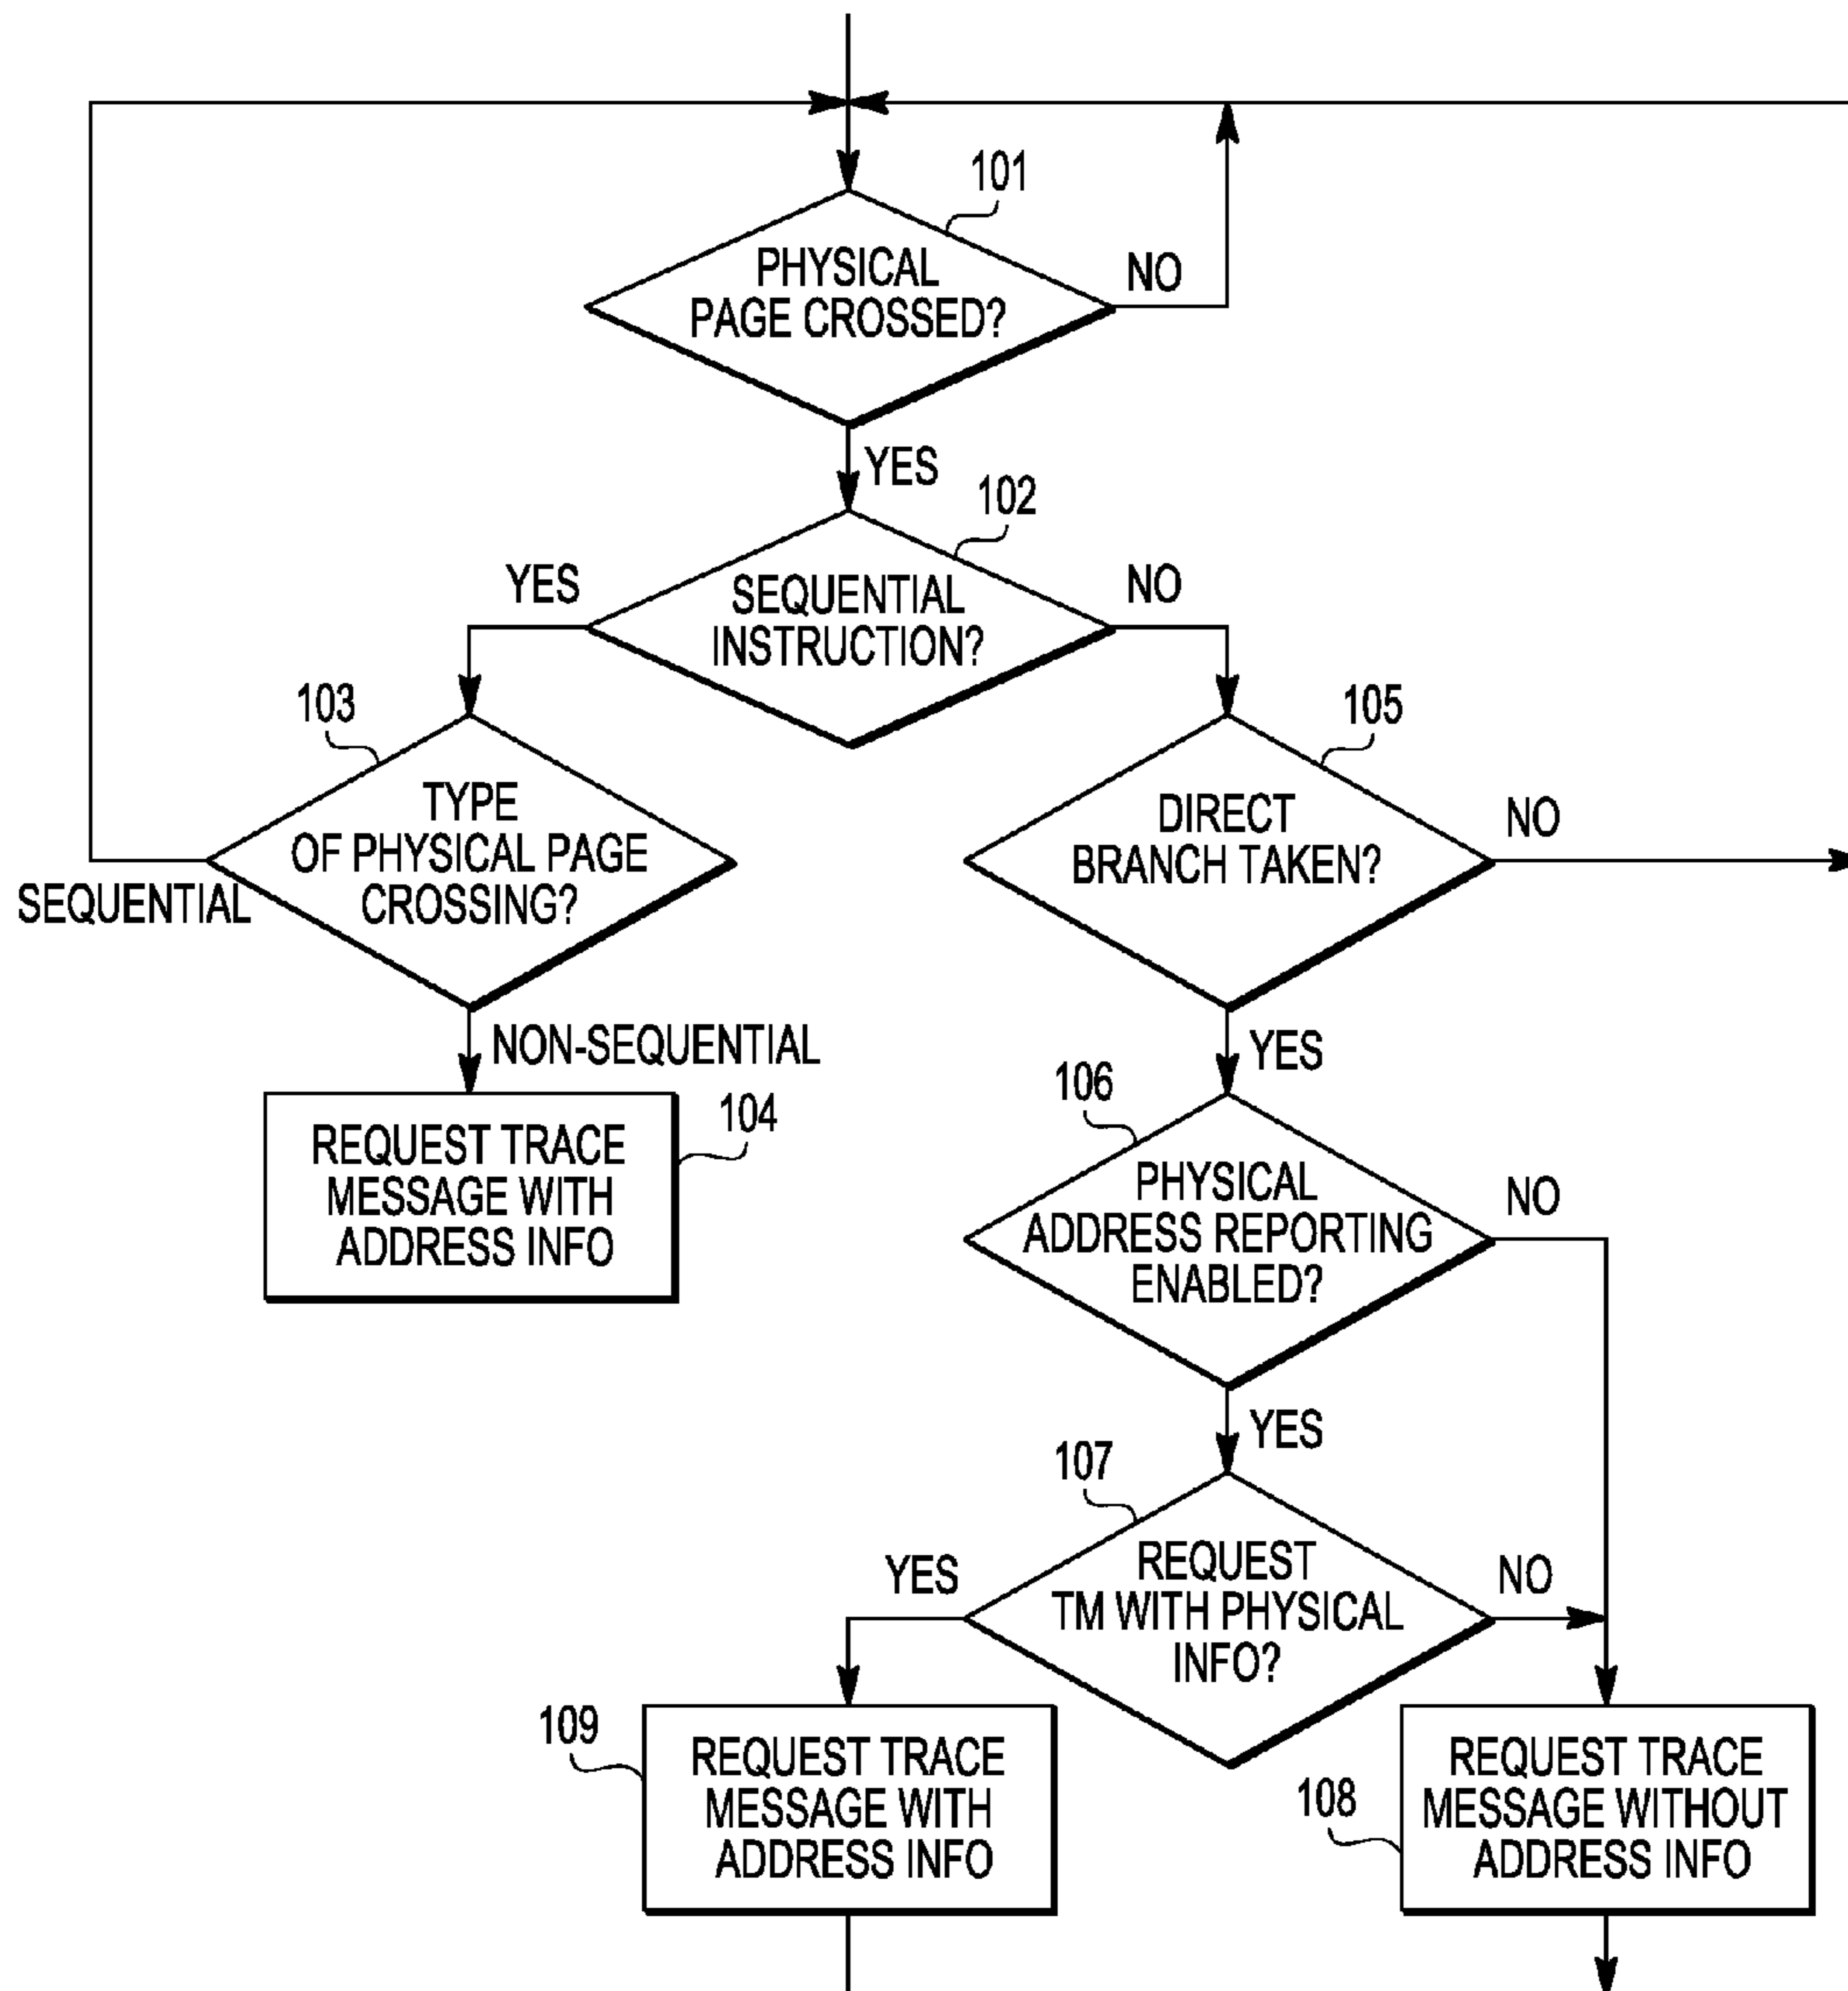 101
PHYSICAL
PAGE CROSSED?
NO
YES
102
YES
SEQUENTIAL
INSTRUCTION?
NO
103
TYPE
OF PHYSICAL PAGE
CROSSING?
SEQUENTIAL
105
DIRECT
BRANCH TAKEN?
NO
NON-SEQUENTIAL
YES
104
REQUEST TRACE
MESSAGE WITH
ADDRESS INFO
106
PHYSICAL
ADDRESS REPORTING
ENABLED?
NO
YES
107
YES
REQUEST
TM WITH PHYSICAL
INFO?
NO
109
REQUEST TRACE
MESSAGE WITH
ADDRESS INFO
108
REQUEST TRACE
MESSAGE WITHOUT
ADDRESS INFO